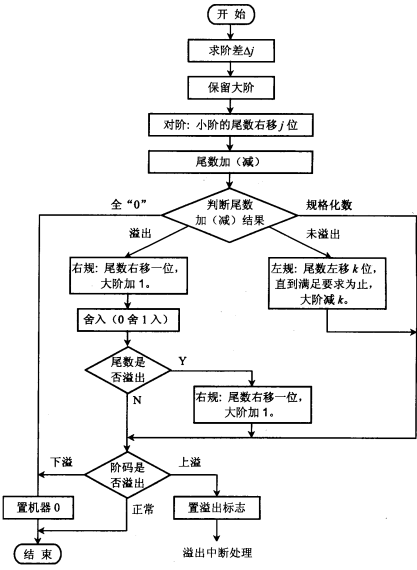 开 始
求阶差Δj
保留大阶
对阶：小阶的尾数右移 j 位
尾数加（减）
全“0”
判断尾数
加（减）结果
规格化数
溢出
未溢出
右规：尾数右移一位，
大阶加 1。
左规：尾数左移 k 位，
直到满足要求为止，
大阶减 k。
舍入（0 舍 1 入）
尾数是
否溢出
Y
N
右规：尾数右移一位，
大阶加 1。
下溢
阶码是
否溢出
上溢
置机器 0
正常
置溢出标志
结 束
溢出中断处理